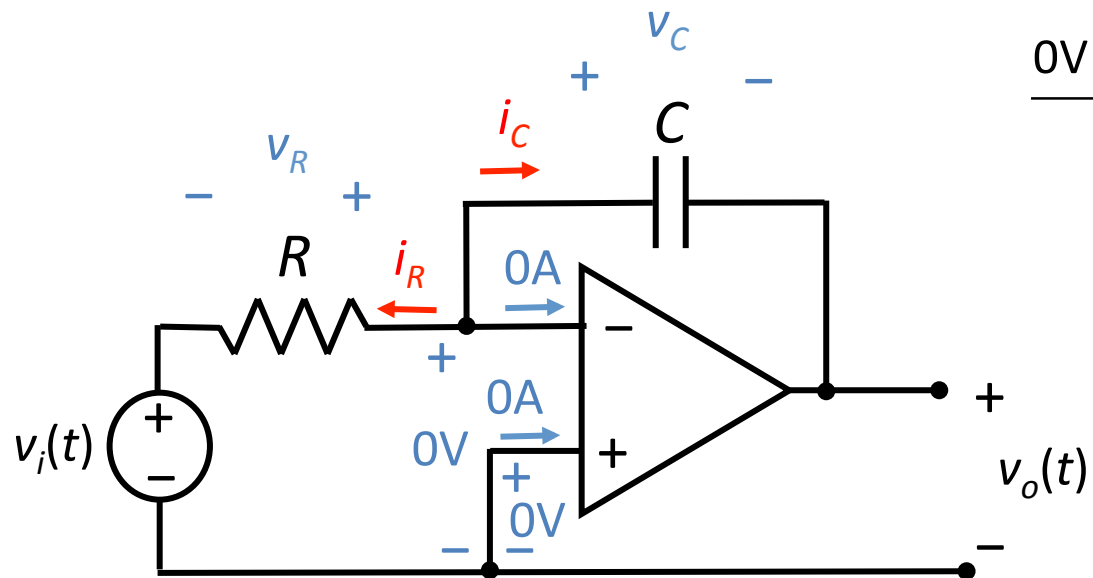 v_C
+ −
0V
i_C C
v_R
− +
R i_R 0A
−
+
0A
+
v_i(t) 0V +
−
+
v_o(t)
+
0V
− −
−